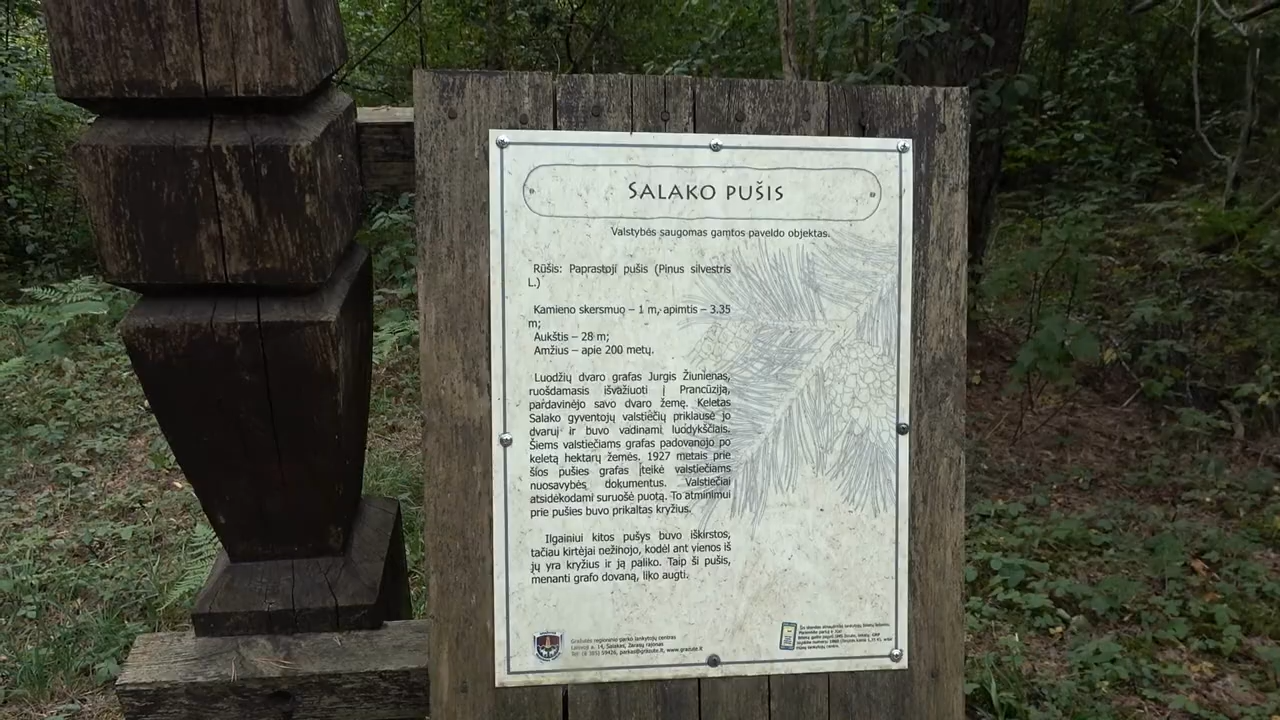 SALAKO PUŠIS
Valstybės saugomas gamtos paveldo objektas.
Rūšis: Paprastoji pušis (Pinus silvestris
L.)
Kamieno skersmuo – 1 m, apimtis – 3.35
m;
Aukštis – 28 m;
Amžius – apie 200 metų.
Luodžių dvaro grafas Jurgis Žiunienas,
ruošdamasis išvažiuoti į Prancūziją,
pardavinėjo savo dvaro žemę. Keletas
Salako gyventojų valstiečių priklausė jo
dvarui ir buvo vadinami luodykščiais.
Šiems valstiečiams grafas padovanojo po
keletą hektarų žemės. 1927 metais prie
šios pušies grafas įteikė valstiečiams
nuosavybės dokumentus. Valstiečiai
atsidėkodami suruošė puotą. To atminimui
prie pušies buvo prikaltas kryžius.
Ilgainiui kitos pušys buvo iškirstos,
tačiau kirtėjai nežinojo, kodėl ant vienos iš
jų yra kryžius ir ją paliko. Taip ši pušis,
menanti grafo dovaną, liko augti.
Gražutės regioninio parko lankytojų centras
a. 14, Salakas, Zarasų rajonas
Tel. (8 385) 59426, parkas@grazute.lt, www.grazute.lt